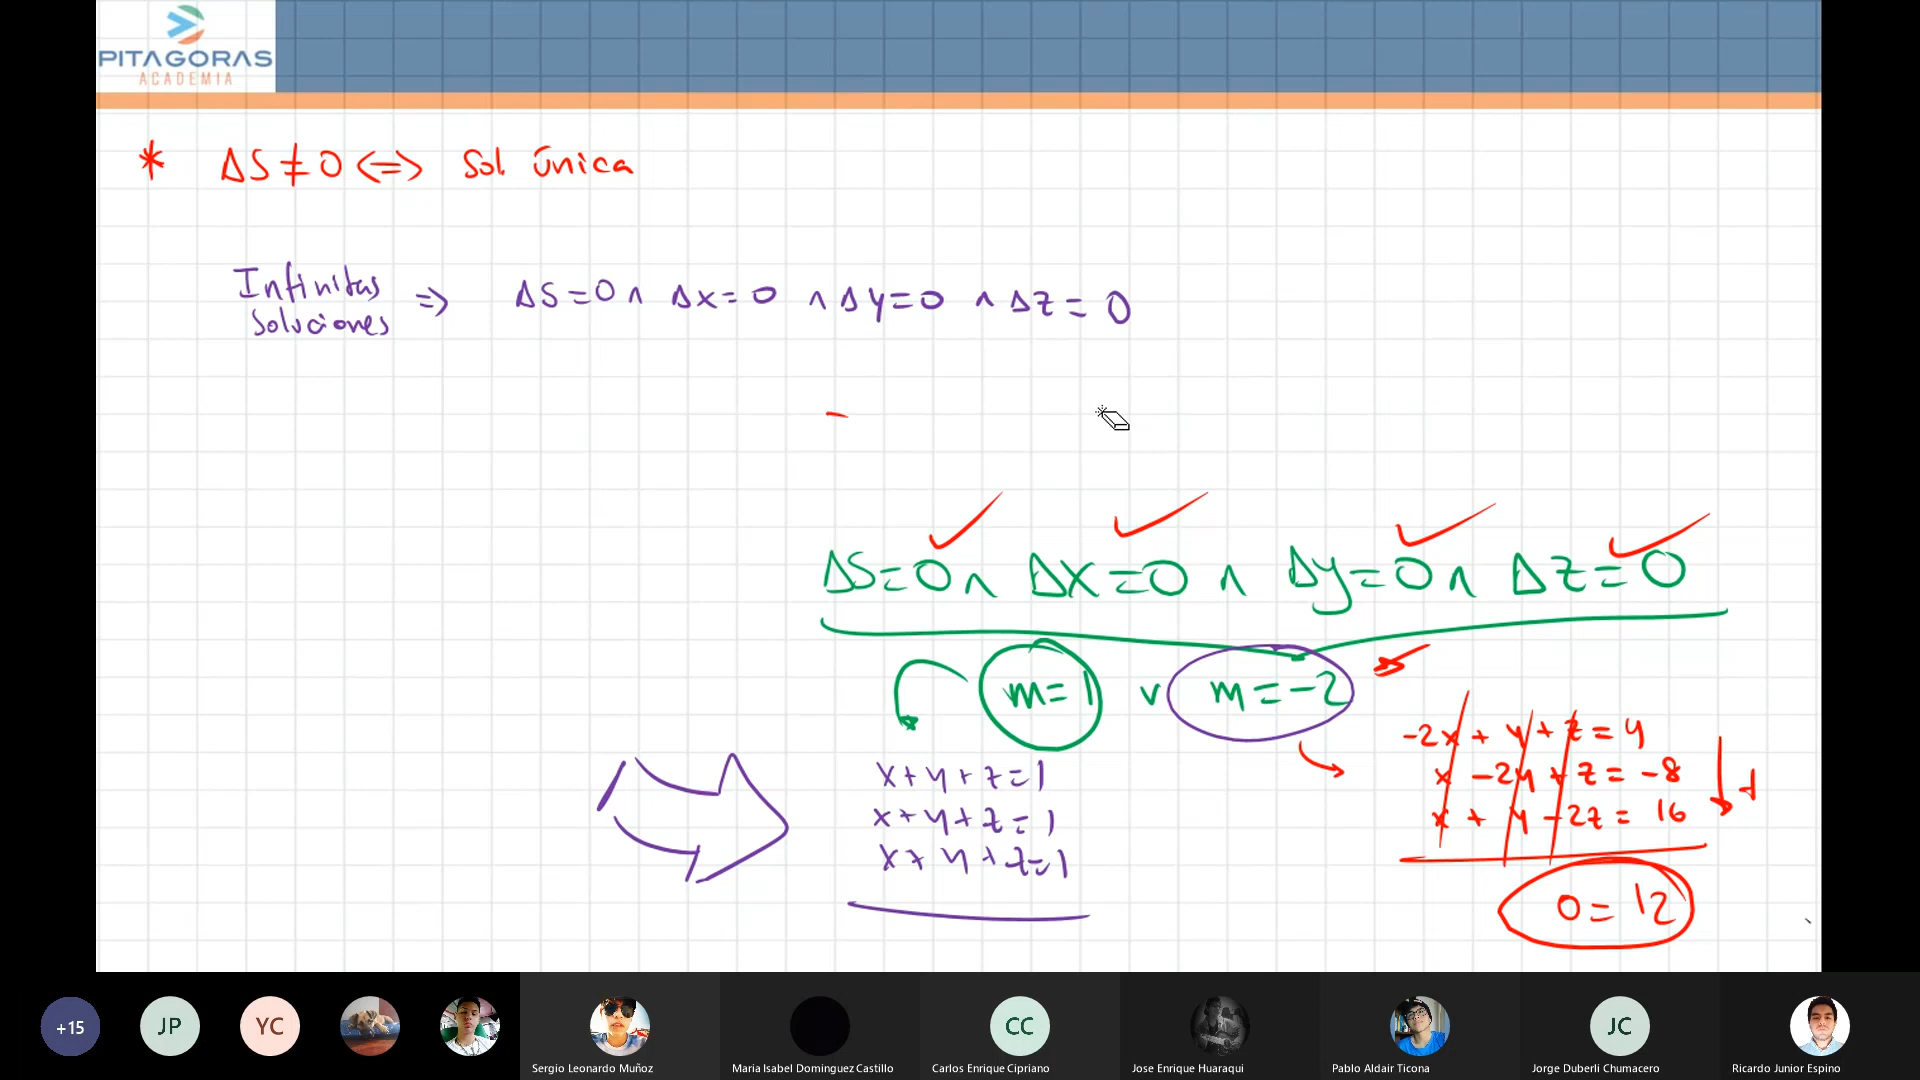 PITAGORAS
ACADEMIA
* ΔS ≠ 0 <=> Sol única
Infinitas
Soluciones => ΔS=0 ∧ Δx=0 ∧ Δy=0 ∧ Δz=0
ΔS=0 ∧ Δx=0 ∧ Δy=0 ∧ Δz=0
m=1 ∨ m=-2
-2x + y + z = 4
x - 2y + z = -8
x + y - 2z = 16
0 = 12
x+y+z=1
x+y+z=1
x+y+z=1
+15
JP
YC
CC
JC
Sergio Leonardo Muñoz
Maria Isabel Dominguez Castillo
Carlos Enrique Cipriano
Jose Enrique Huaraqui
Pablo Aldair Ticona
Jorge Duberli Chumacero
Ricardo Junior Espino